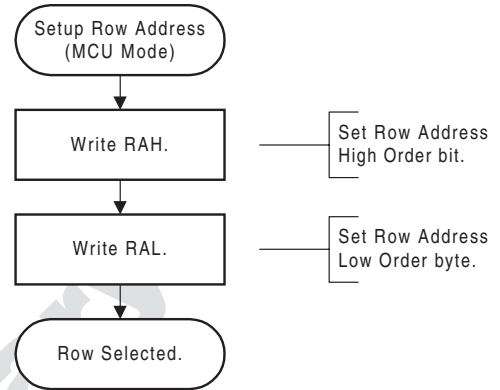 Setup Row Address
(MCU Mode)
Write RAH.
Set Row Address
High Order bit.
Write RAL.
Set Row Address
Low Order byte.
Row Selected.